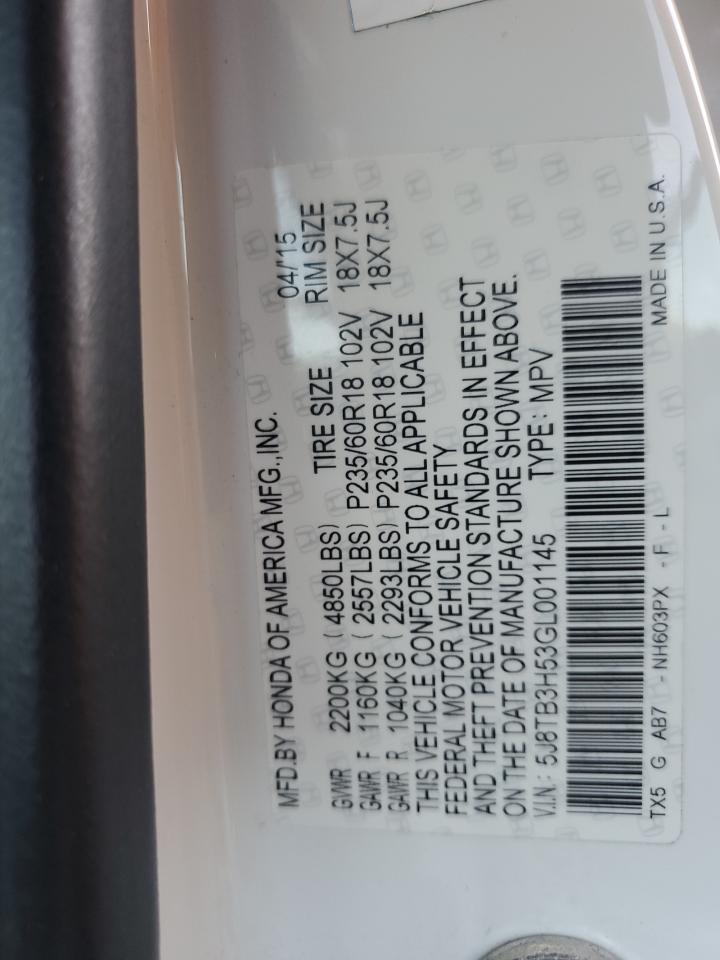 MFD.BY HONDA OF AMERICA MFG.,INC. 04/'15
GVWR 2200KG ( 4850LBS) TIRE SIZE RIM SIZE
GAWR F 1160KG ( 2557LBS) P235/60R18 102V 18X7.5J
GAWR R 1040KG ( 2293LBS) P235/60R18 102V 18X7.5J
THIS VEHICLE CONFORMS TO ALL APPLICABLE
FEDERAL MOTOR VEHICLE SAFETY
AND THEFT PREVENTION STANDARDS IN EFFECT
ON THE DATE OF MANUFACTURE SHOWN ABOVE.
V.I.N.: 5J8TB3H53GL001145 TYPE: MPV
TX5 G AB7 - NH603PX - F - L MADE IN U.S.A.